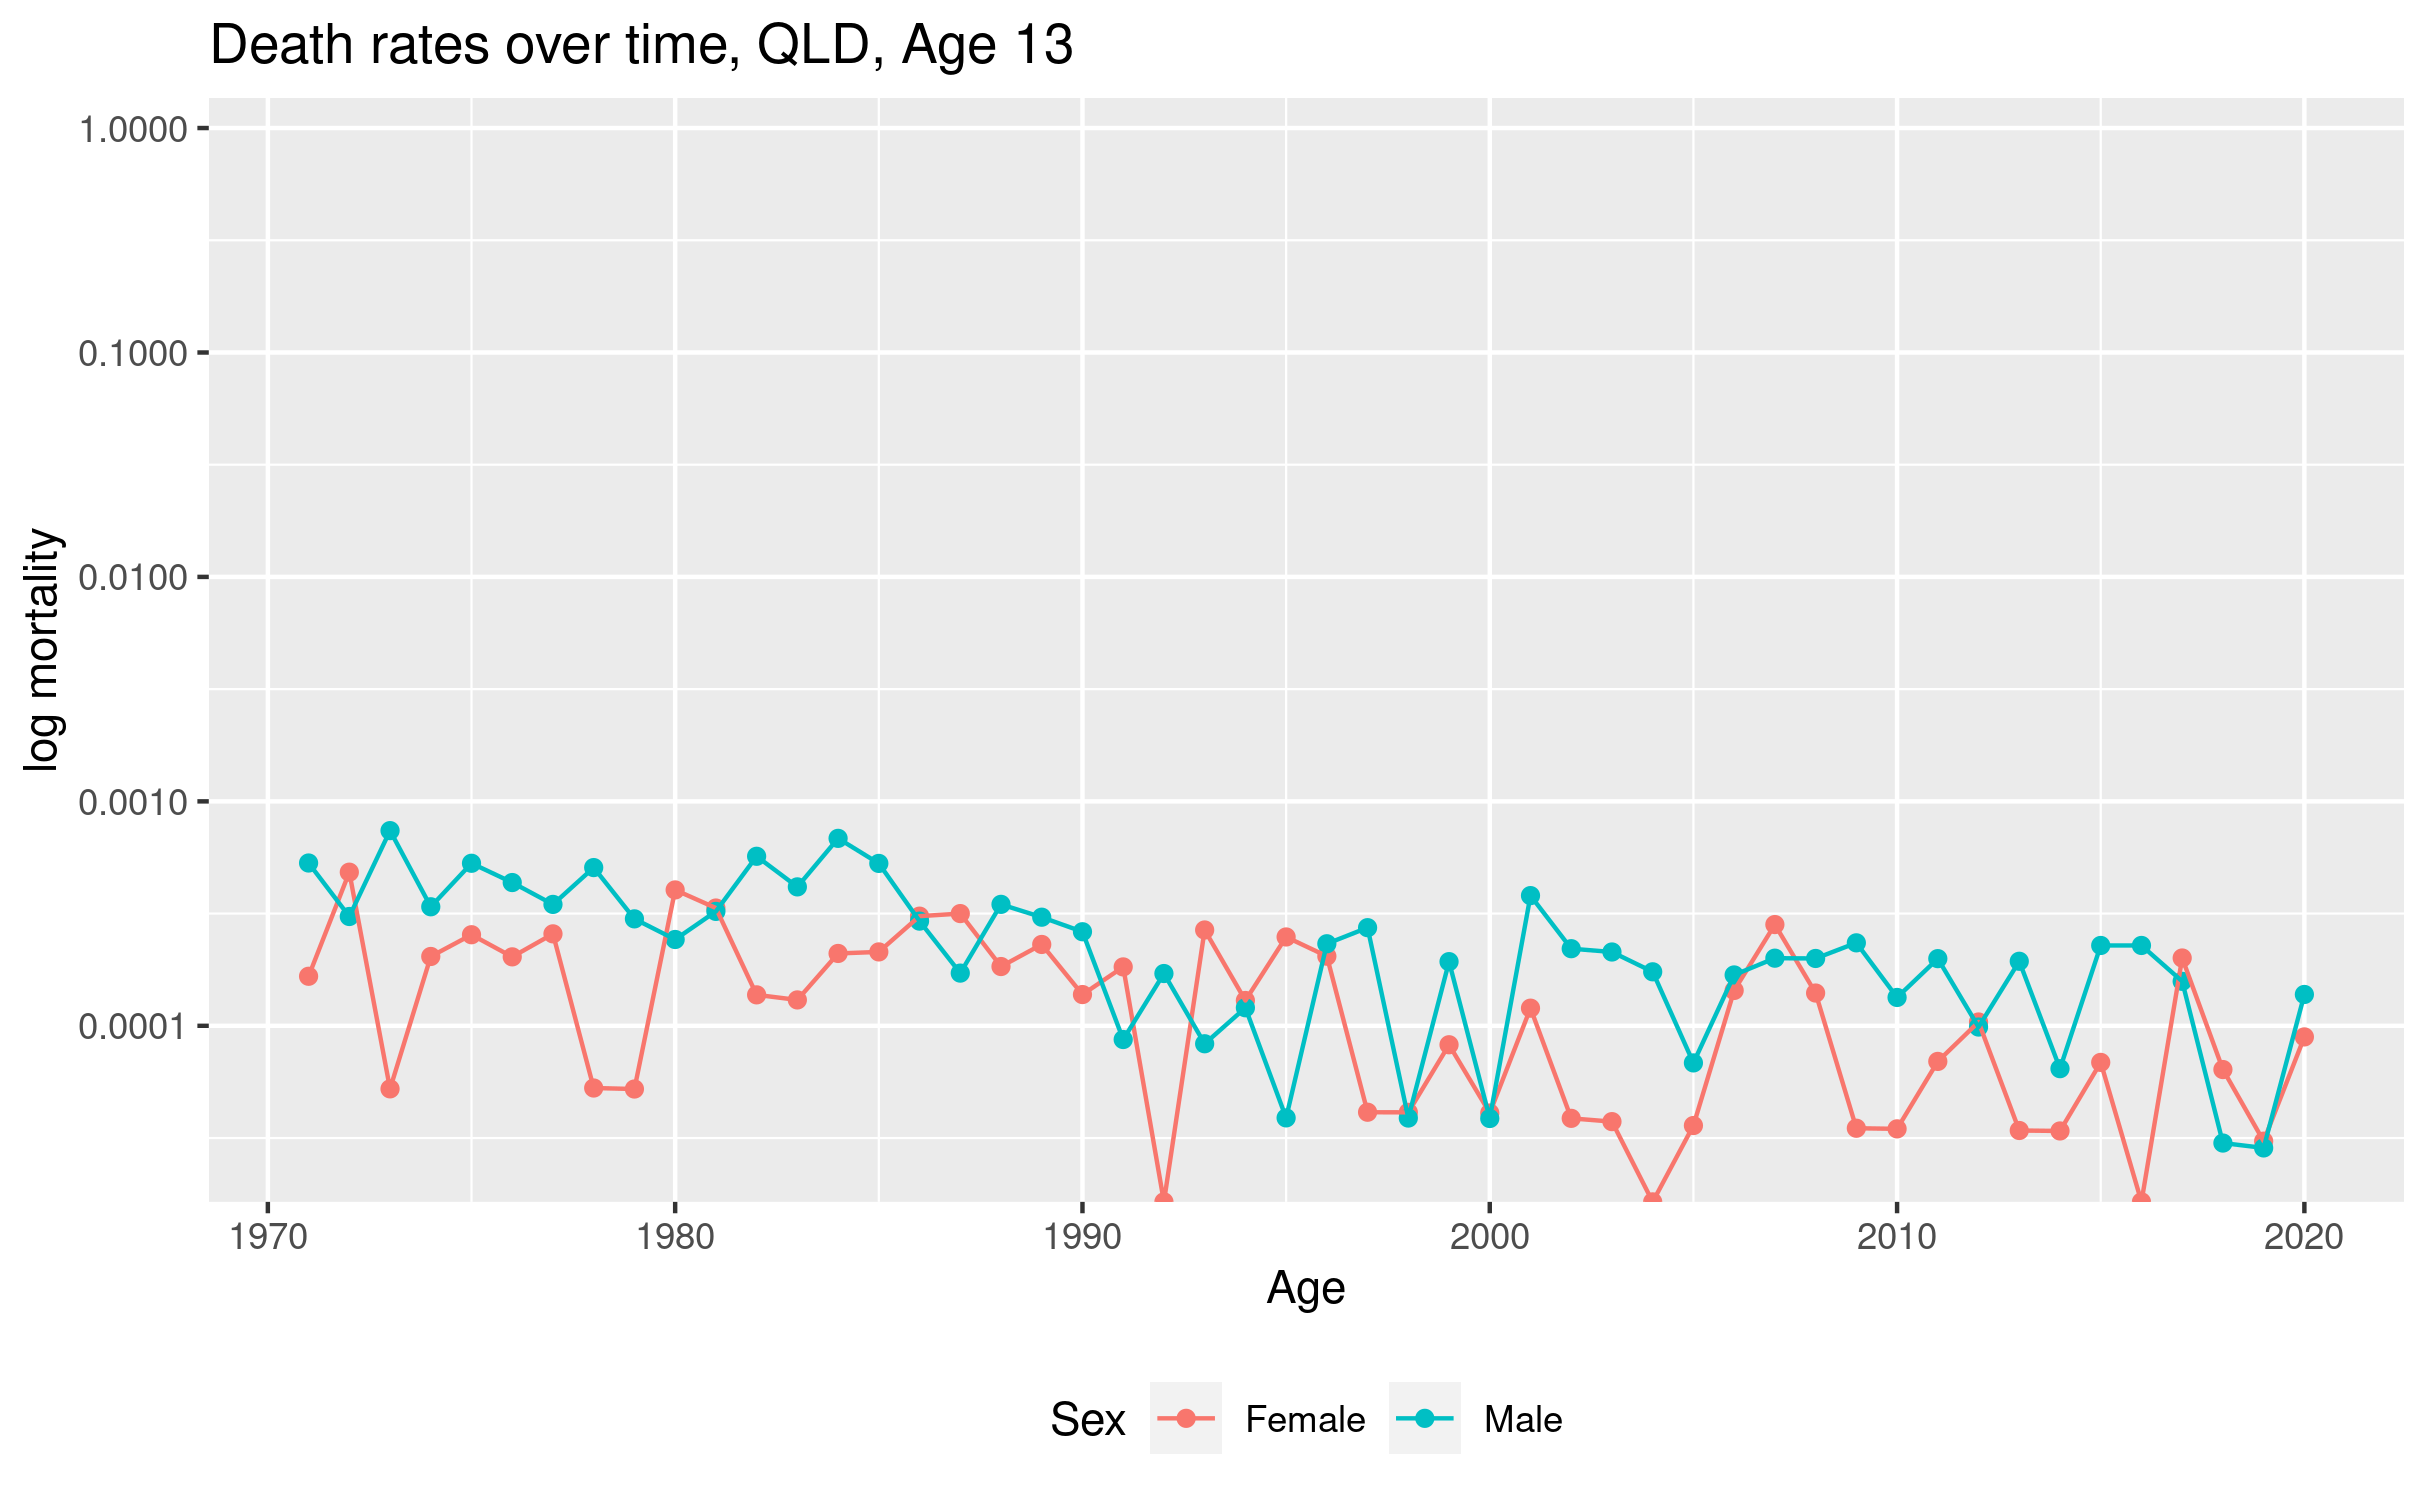 Death rates over time, QLD, Age 13
1.0000
0.1000
0.0100
0.0010
0.0001
log mortality
1970 1980 1990 2000 2010 2020
Age
Sex Female Male